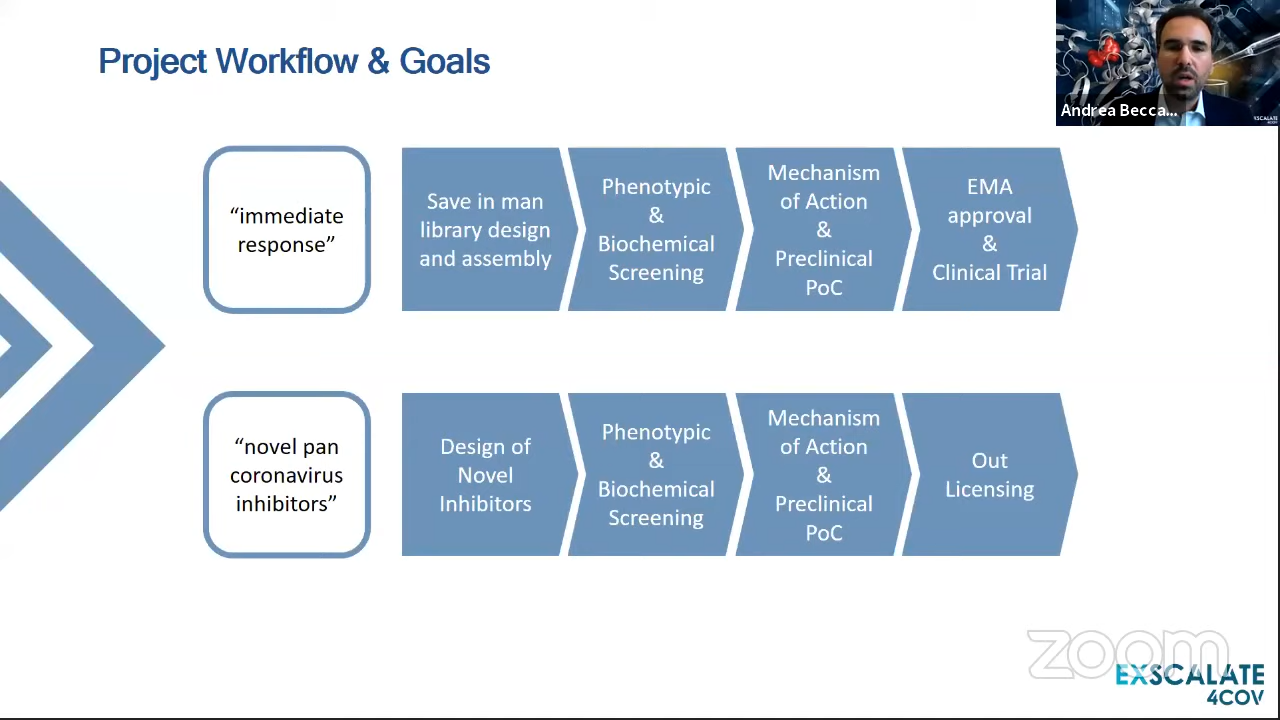 Project Workflow & Goals
Andrea Becca...
EXSCALATE
4COV
“immediate
response”
Save in man
library design
and assembly
Phenotypic
&
Biochemical
Screening
Mechanism
of Action
&
Preclinical
PoC
EMA
approval
&
Clinical Trial
“novel pan
coronavirus
inhibitors”
Design of
Novel
Inhibitors
Phenotypic
&
Biochemical
Screening
Mechanism
of Action
&
Preclinical
PoC
Out
Licensing
zoom
EXSCALATE
4COV